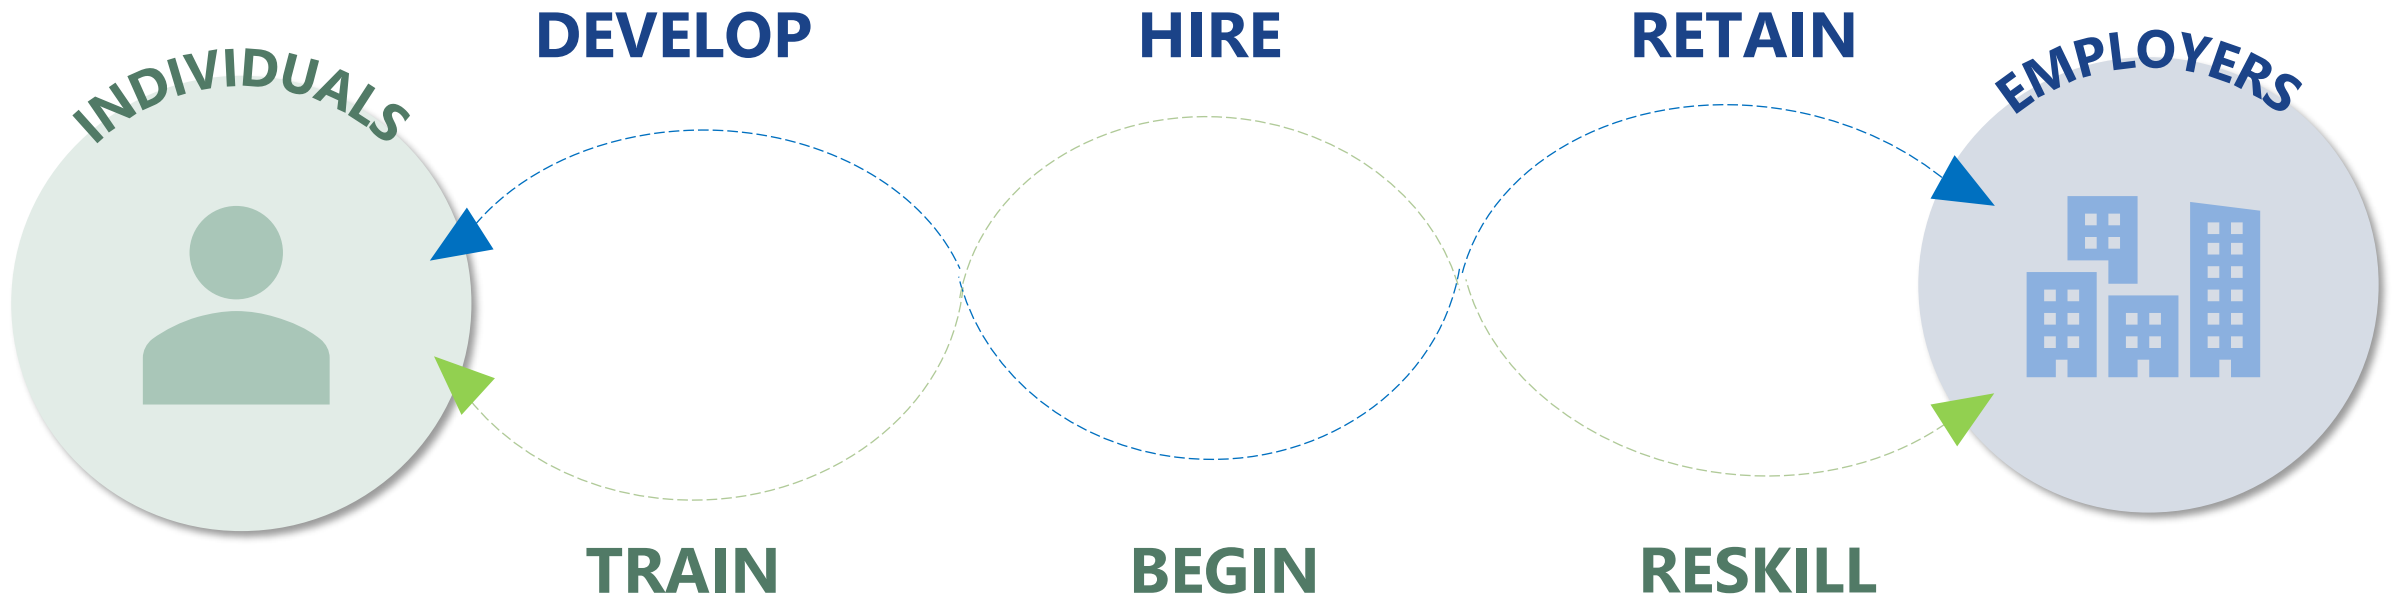 DEVELOP HIRE RETAIN
INDIVIDUALS
EMPLOYERS
TRAIN BEGIN RESKILL